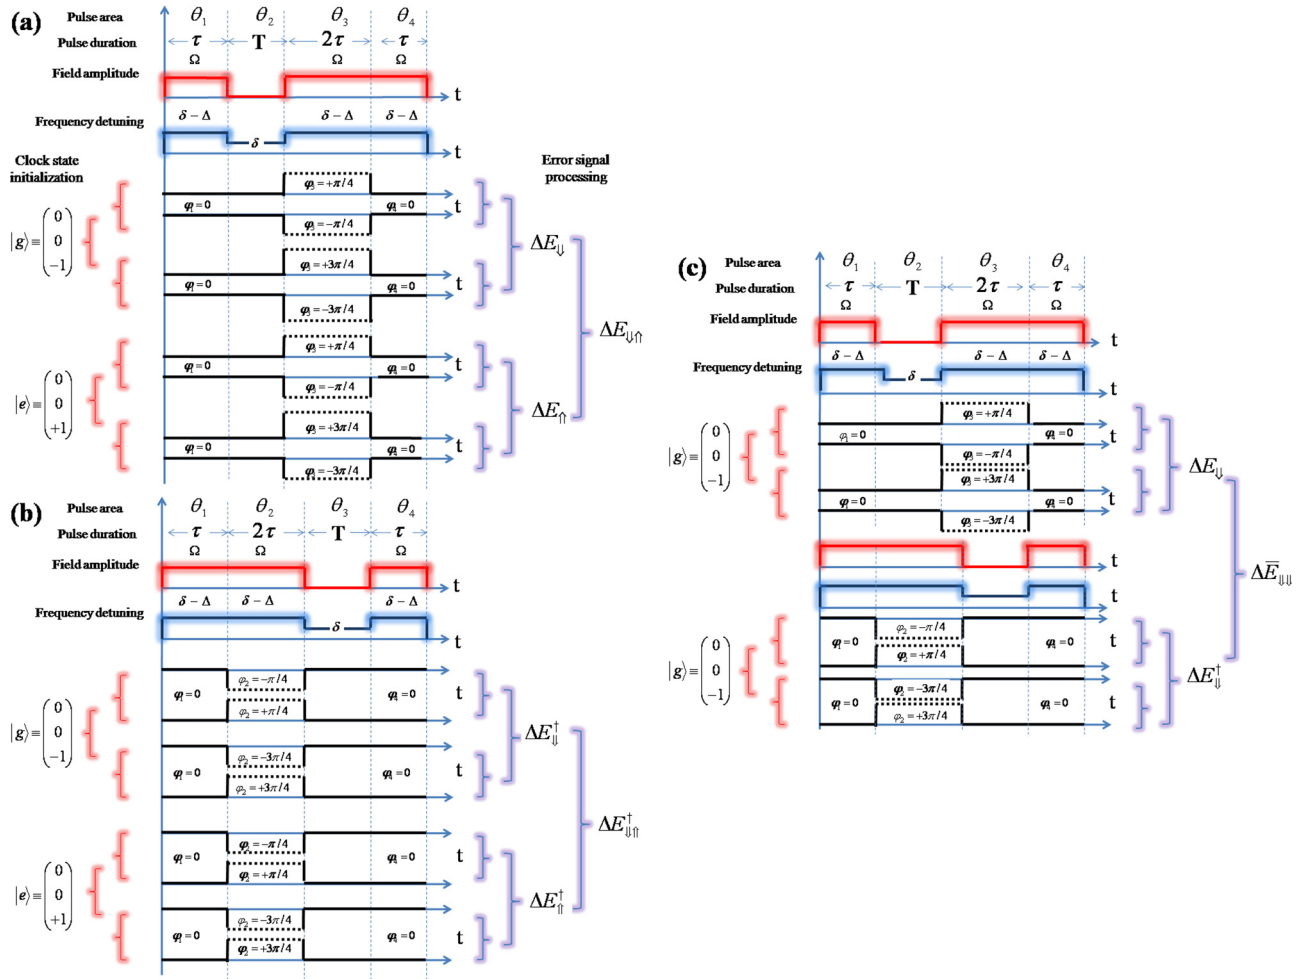 (a)
Pulse area θ₁ θ₂ θ₃ θ₄
Pulse duration τ T 2τ τ
Ω Ω Ω
Field amplitude t
δ − Δ δ − Δ δ − Δ
Frequency detuning δ t
Clock state initialization
Error signal processing
φ₃ = +π/4
φ₁ = 0 φ₄ = 0 t
φ₃ = −π/4
|g⟩ ≡ (0 0 −1) ΔE⇓
φ₃ = +3π/4
φ₁ = 0 φ₄ = 0 t
φ₃ = −3π/4
ΔE⇓⇑
φ₃ = +π/4
φ₁ = 0 φ₄ = 0 t
φ₃ = −π/4
|e⟩ ≡ (0 0 +1) ΔE⇑
φ₃ = +3π/4
φ₁ = 0 φ₄ = 0 t
φ₃ = −3π/4
(b)
Pulse area θ₁ θ₂ θ₃ θ₄
Pulse duration τ 2τ T τ
Ω Ω Ω
Field amplitude t
δ − Δ δ − Δ δ − Δ
Frequency detuning δ t
φ₂ = −π/4
φ₁ = 0 φ₄ = 0 t
φ₂ = +π/4
|g⟩ ≡ (0 0 −1) ΔE⇓†
φ₂ = −3π/4
φ₁ = 0 φ₄ = 0 t
φ₂ = +3π/4
ΔE⇓⇑†
φ₂ = −π/4
φ₁ = 0 φ₄ = 0 t
φ₂ = +π/4
|e⟩ ≡ (0 0 +1) ΔE⇑†
φ₂ = −3π/4
φ₁ = 0 φ₄ = 0 t
φ₂ = +3π/4
(c)
Pulse area θ₁ θ₂ θ₃ θ₄
Pulse duration τ T 2τ τ
Ω Ω Ω
Field amplitude t
δ − Δ δ − Δ δ − Δ
Frequency detuning δ t
φ₃ = +π/4
φ₁ = 0 φ₄ = 0 t
φ₃ = −π/4
|g⟩ ≡ (0 0 −1) ΔE⇓
φ₃ = +3π/4
φ₁ = 0 φ₄ = 0 t
φ₃ = −3π/4
t
ΔE̅⇓⇓
t
φ₂ = −π/4
φ₁ = 0 φ₄ = 0 t
φ₂ = +π/4
|g⟩ ≡ (0 0 −1) ΔE⇓†
φ₂ = −3π/4
φ₁ = 0 φ₄ = 0 t
φ₂ = +3π/4